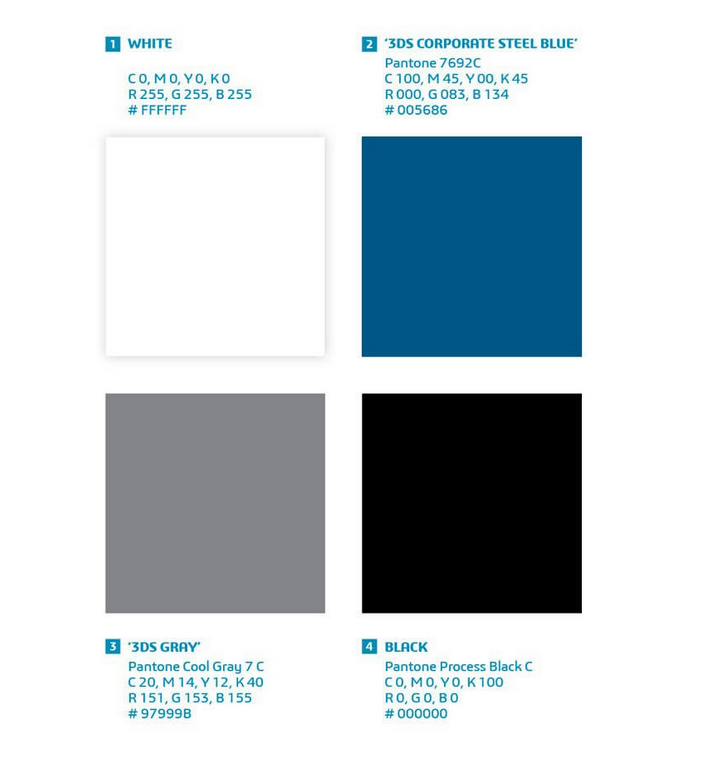 1 WHITE
C 0, M 0, Y 0, K 0
R 255, G 255, B 255
# FFFFFF
2 '3DS CORPORATE STEEL BLUE'
Pantone 7692C
C 100, M 45, Y 00, K 45
R 000, G 083, B 134
# 005686
3 '3DS GRAY'
Pantone Cool Gray 7 C
C 20, M 14, Y 12, K 40
R 151, G 153, B 155
# 97999B
4 BLACK
Pantone Process Black C
C 0, M 0, Y 0, K 100
R 0, G 0, B 0
# 000000